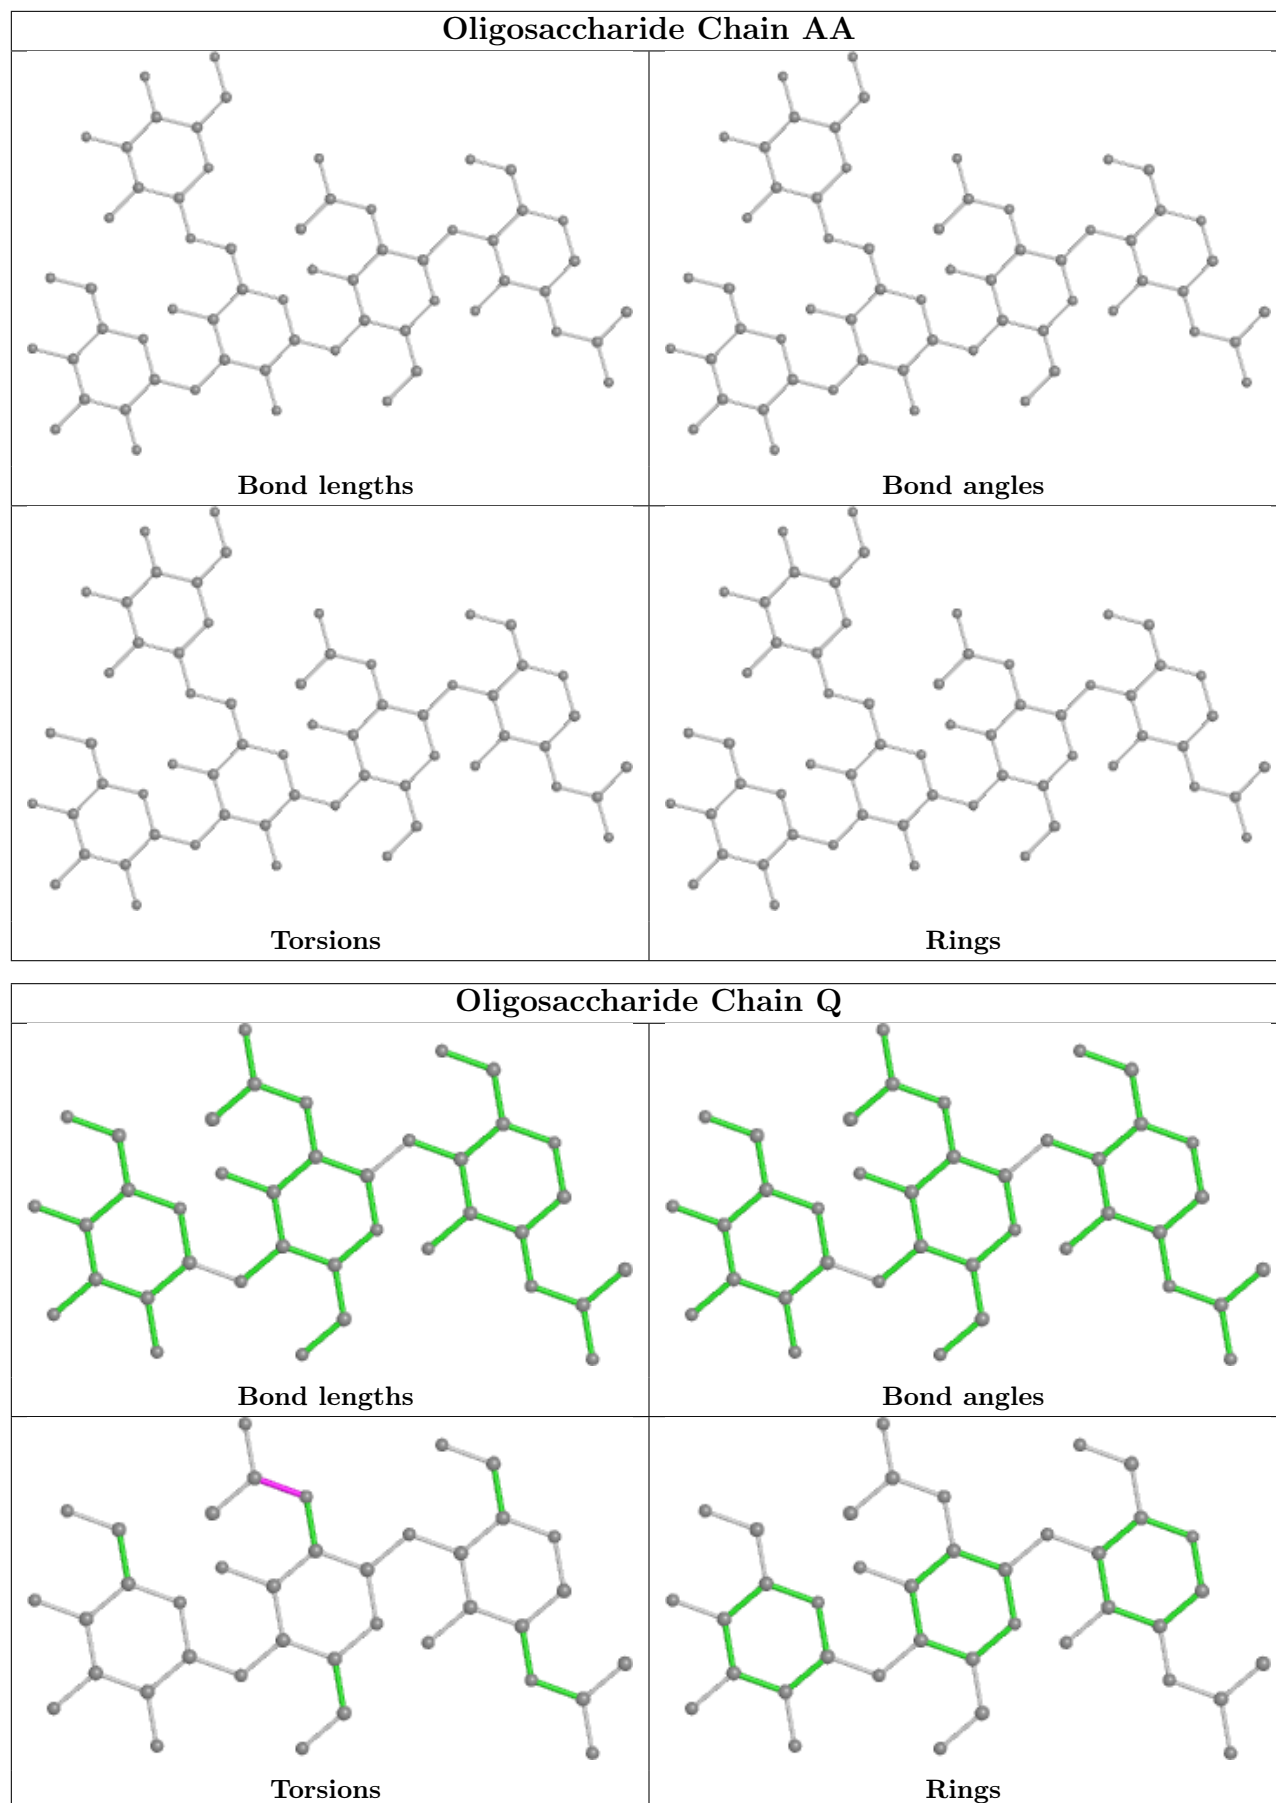 Oligosaccharide Chain AA
Bond lengths
Bond angles
Torsions
Rings
Oligosaccharide Chain Q
Bond lengths
Bond angles
Torsions
Rings